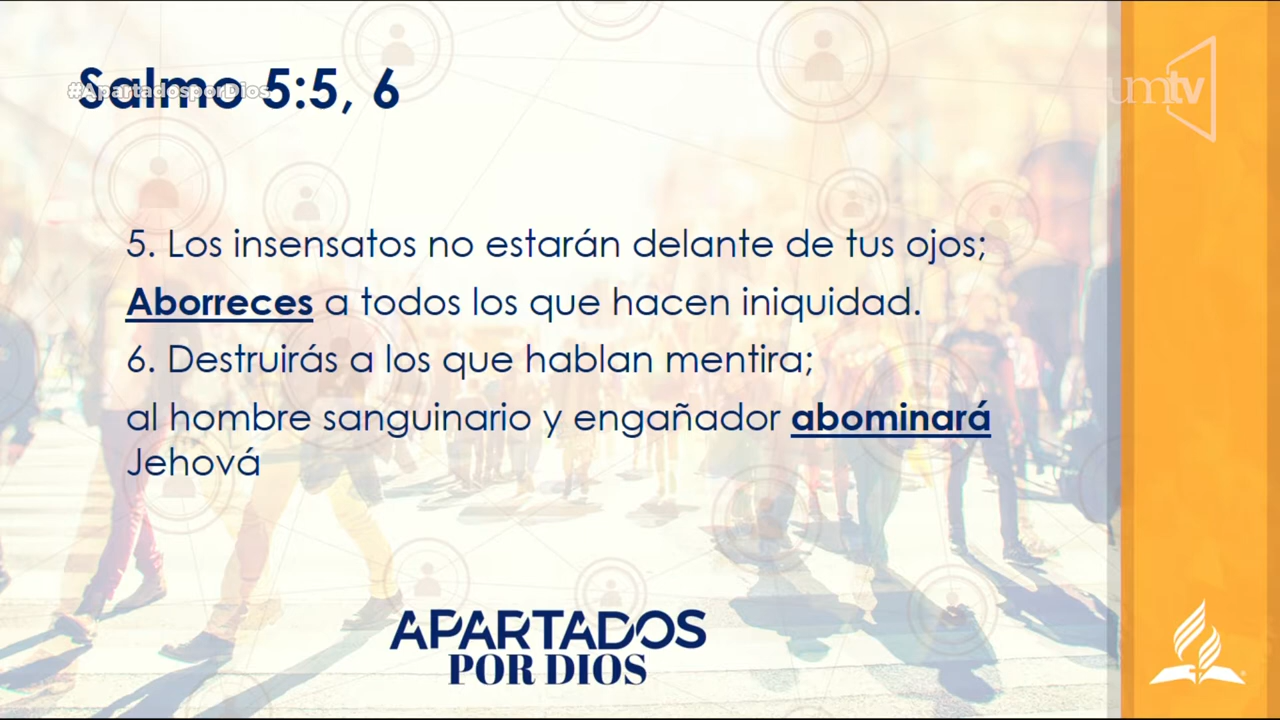 Salmo 5:5, 6
#ApartadosporDios
umtv
5. Los insensatos no estarán delante de tus ojos;
Aborreces a todos los que hacen iniquidad.
6. Destruirás a los que hablan mentira;
al hombre sanguinario y engañador abominará
Jehová
APARTADOS
POR DIOS